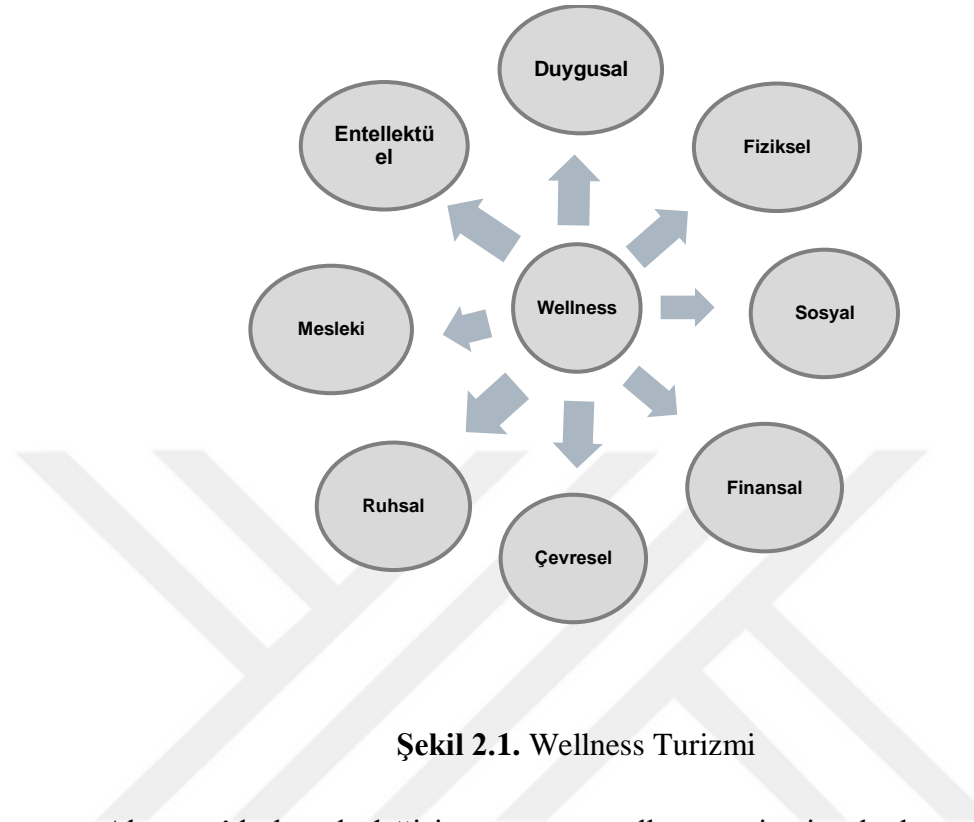 Duygusal
Entellektü
el
Fiziksel
Wellness
Sosyal
Mesleki
Finansal
Ruhsal
Çevresel
Şekil 2.1. Wellness Turizmi